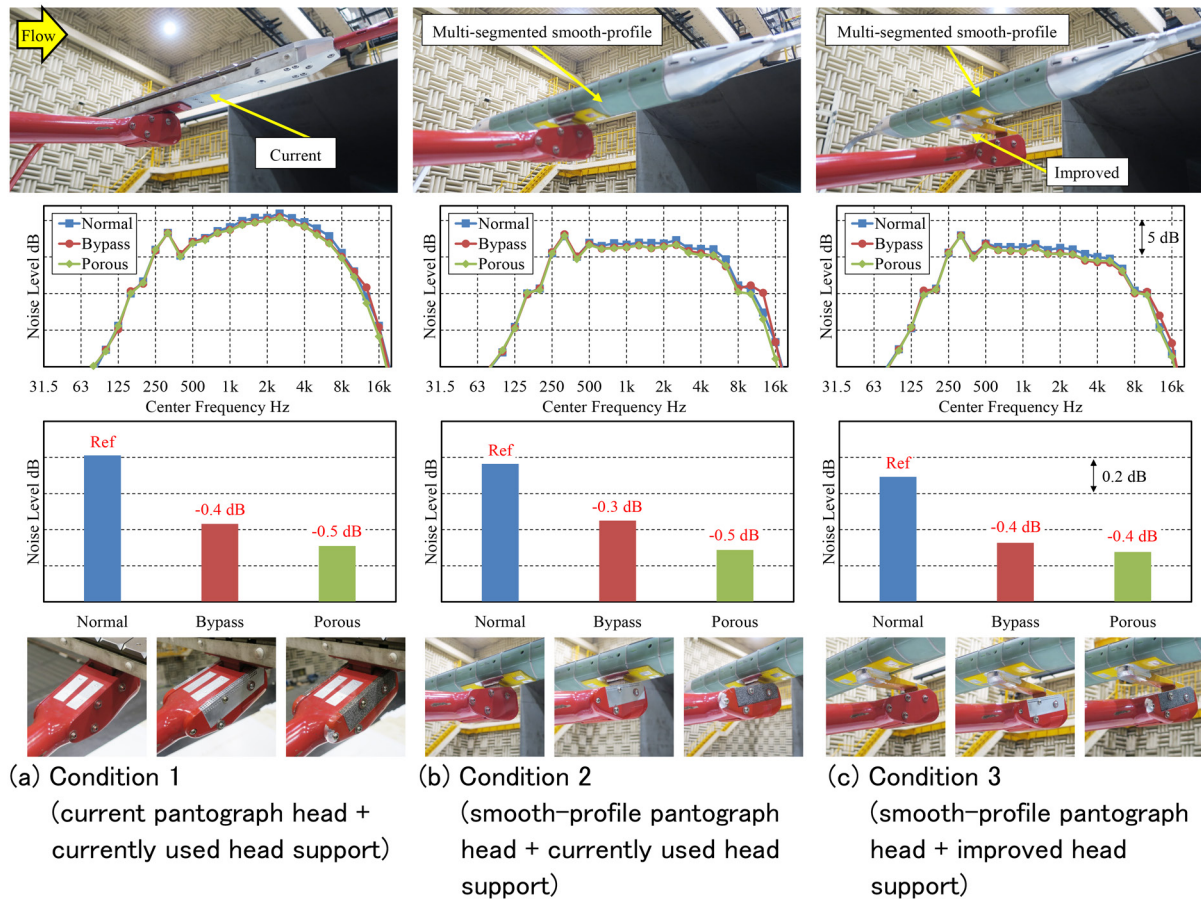 Flow
Current
Multi-segmented smooth-profile
Multi-segmented smooth-profile
Improved
Normal
Bypass
Porous
Noise Level dB
31.5 63 125 250 500 1k 2k 4k 8k 16k
Center Frequency Hz
Normal
Bypass
Porous
Noise Level dB
31.5 63 125 250 500 1k 2k 4k 8k 16k
Center Frequency Hz
Normal
Bypass
Porous
5 dB
Noise Level dB
31.5 63 125 250 500 1k 2k 4k 8k 16k
Center Frequency Hz
Noise Level dB
Ref
-0.4 dB
-0.5 dB
Normal Bypass Porous
Noise Level dB
Ref
-0.3 dB
-0.5 dB
Normal Bypass Porous
Noise Level dB
Ref
0.2 dB
-0.4 dB
-0.4 dB
Normal Bypass Porous
(a) Condition 1
(current pantograph head +
currently used head support)
(b) Condition 2
(smooth-profile pantograph
head + currently used head
support)
(c) Condition 3
(smooth-profile pantograph
head + improved head
support)